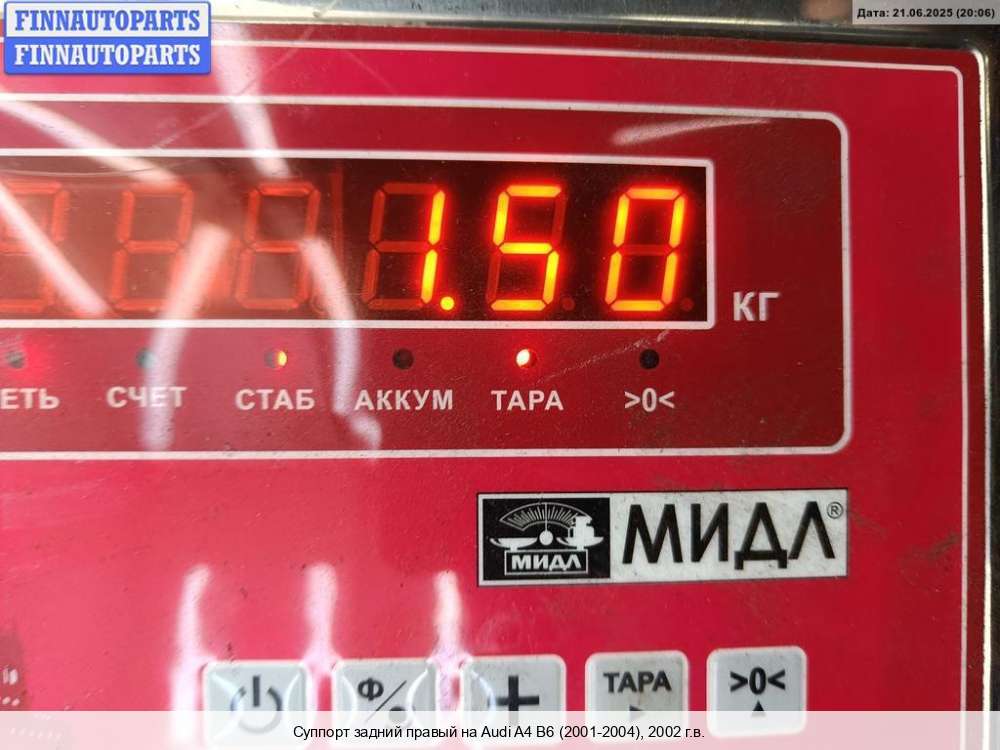 FINNAUTOPARTS
FINNAUTOPARTS
Дата: 21.06.2025 (20:06)
1.50
КГ
ЕТЬ СЧЕТ СТАБ АККУМ ТАРА >0<
МИДЛ МИДЛ®
Ф/ + ТАРА >0<
Суппорт задний правый на Audi A4 B6 (2001-2004), 2002 г.в.